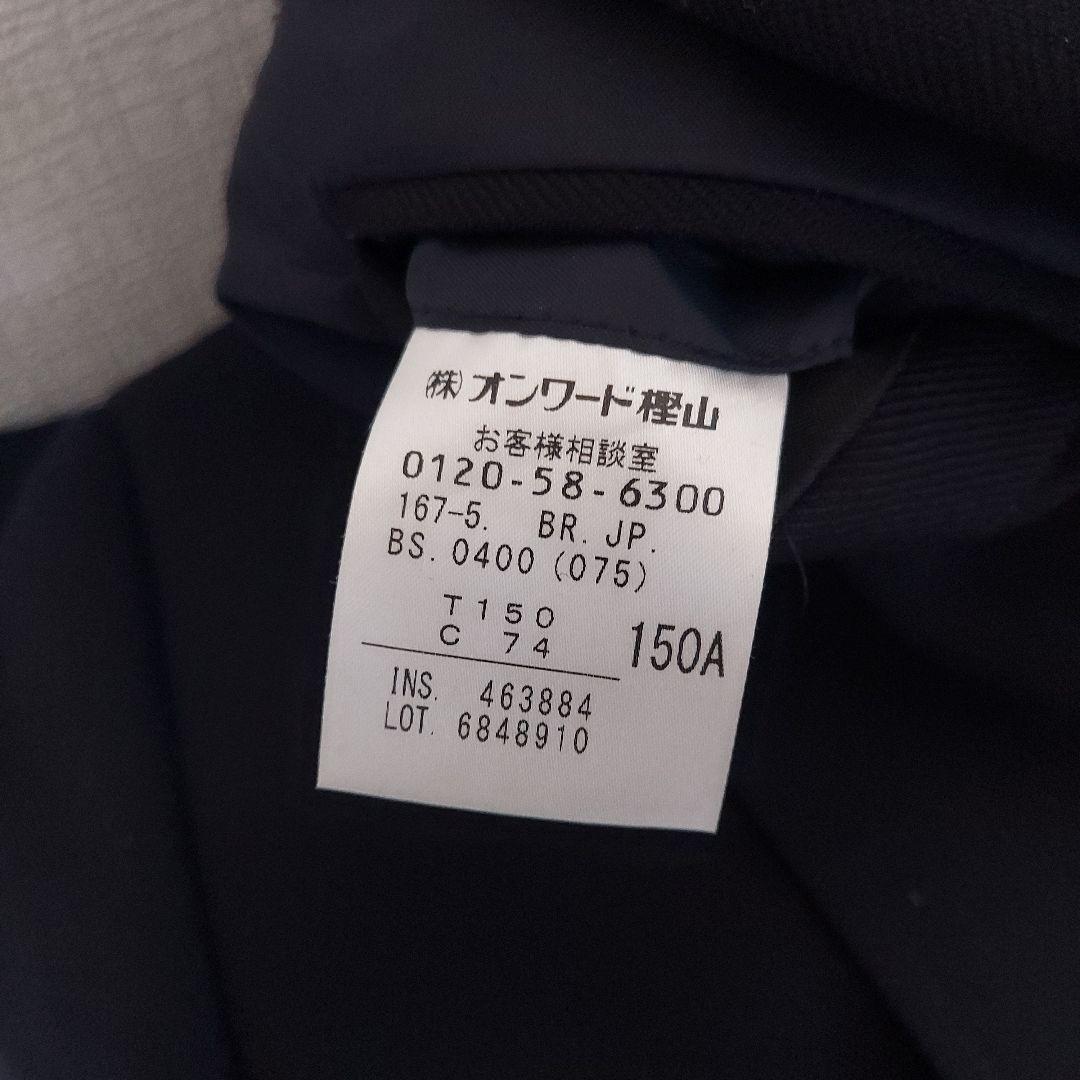 ㈱オンワード樫山
お客様相談室
0120-58-6300
167-5. BR. JP.
BS. 0400 (075)
T 150
C 74
150A
INS. 463884
LOT. 6848910